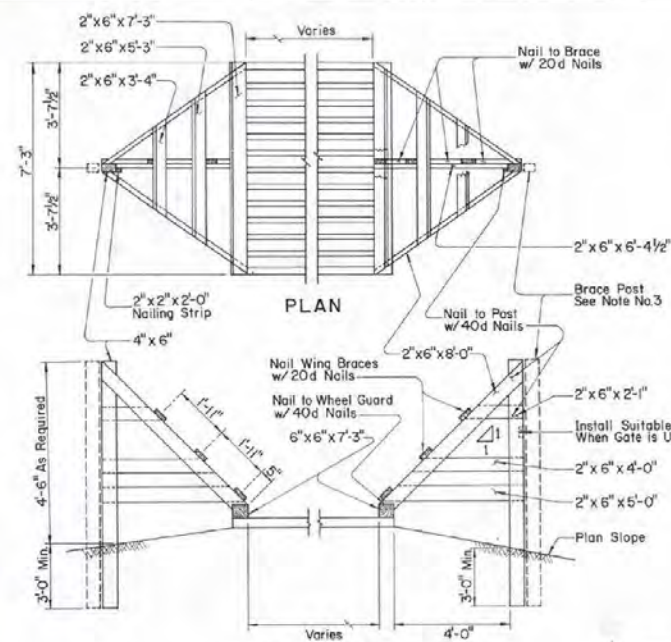 2"x6"x7'-3"
2"x6"x5'-3"
2"x6"x3'-4"
Varies
Nail to Brace
w/ 20d Nails
3'-7½"
7'-3"
3'-7½"
2"x6"x6'-4½"
2"x2"x2'-0"
Nailing Strip
PLAN
Brace Post
See Note No.3
4"x6"
Nail to Post
w/40d Nails
2"x6"x8'-0"
Nail Wing Braces
w/20d Nails
Nail to Wheel Guard
w/40d Nails
6"x6"x7'-3"
1'-11"
1'-11"
5"
1
1
2"x6"x2'-1"
Install Suitable
When Gate is U
2"x6"x4'-0"
2"x6"x5'-0"
4'-6" As Required
Plan Slope
3'-0" Min.
3'-0" Min.
4'-0"
Varies